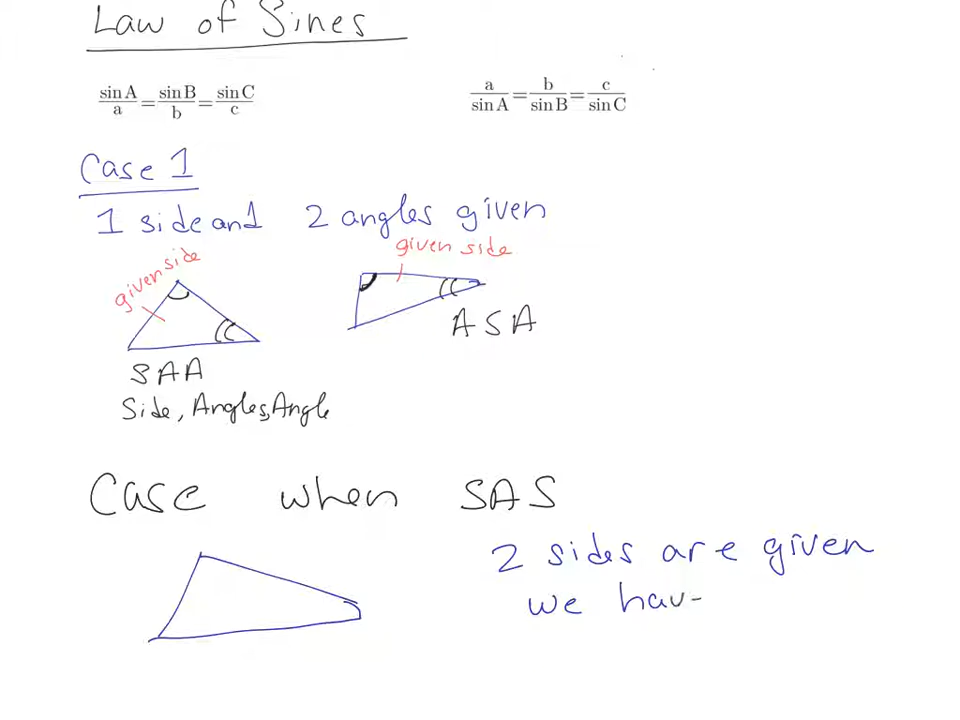 Law of Sines
sin A/a = sin B/b = sin C/c
a/sin A = b/sin B = c/sin C
Case 1
1 side and 2 angles given
given side
given side
ASA
SAA
Side, Angles, Angle
Case when SAS
2 sides are given
we hav